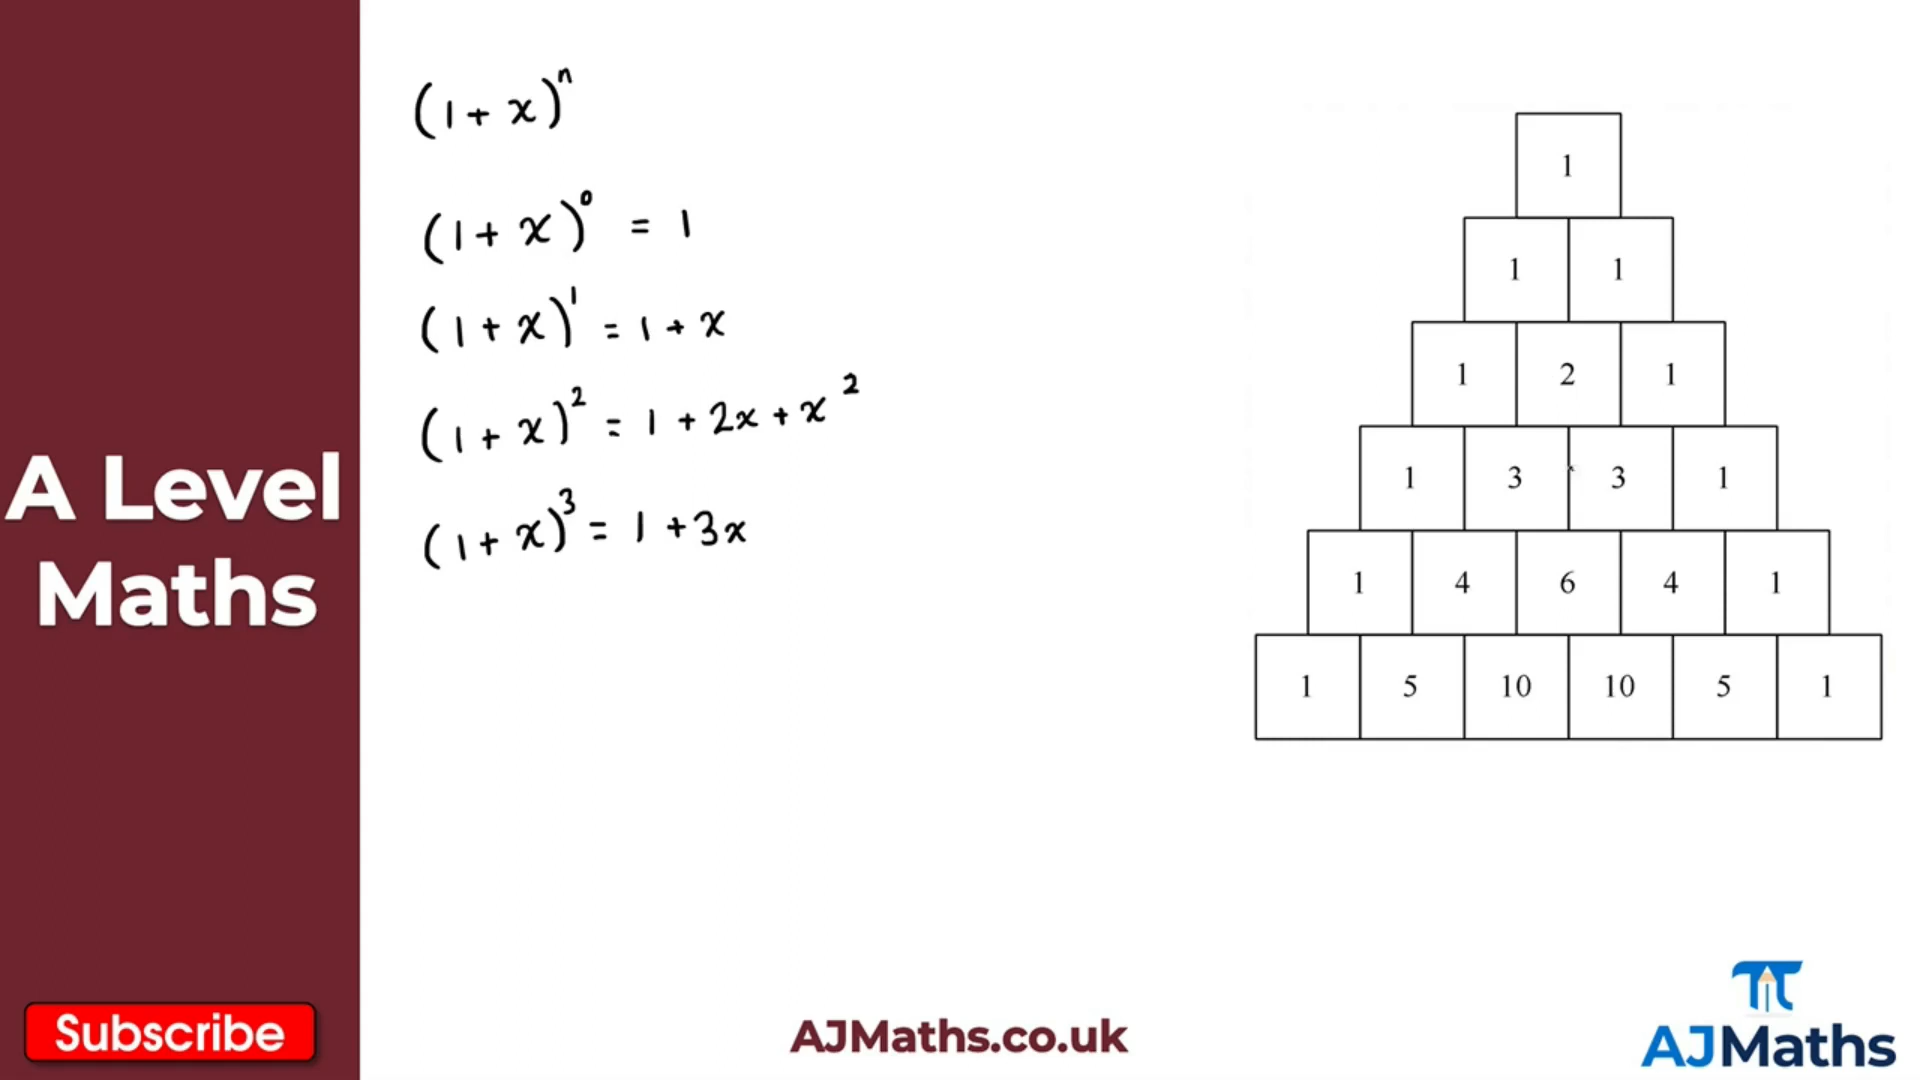 A Level
Maths
Subscribe
(1 + x)^n
(1 + x)^0 = 1
(1 + x)^1 = 1 + x
(1 + x)^2 = 1 + 2x + x^2
(1 + x)^3 = 1 + 3x
1
1 1
1 2 1
1 3 3 1
1 4 6 4 1
1 5 10 10 5 1
AJMaths.co.uk
AJMaths